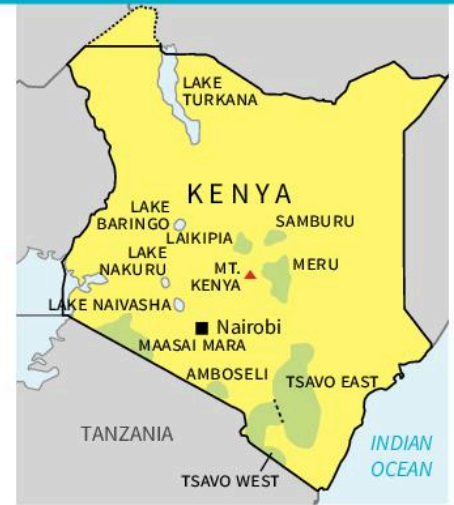 LAKE
TURKANA
KENYA
LAKE
BARINGO
SAMBURU
LAIKIPIA
LAKE
NAKURU
MT.
KENYA
MERU
LAKE NAIVASHA
Nairobi
MAASAI MARA
AMBOSELI
TSAVO EAST
TANZANIA
INDIAN
OCEAN
TSAVO WEST